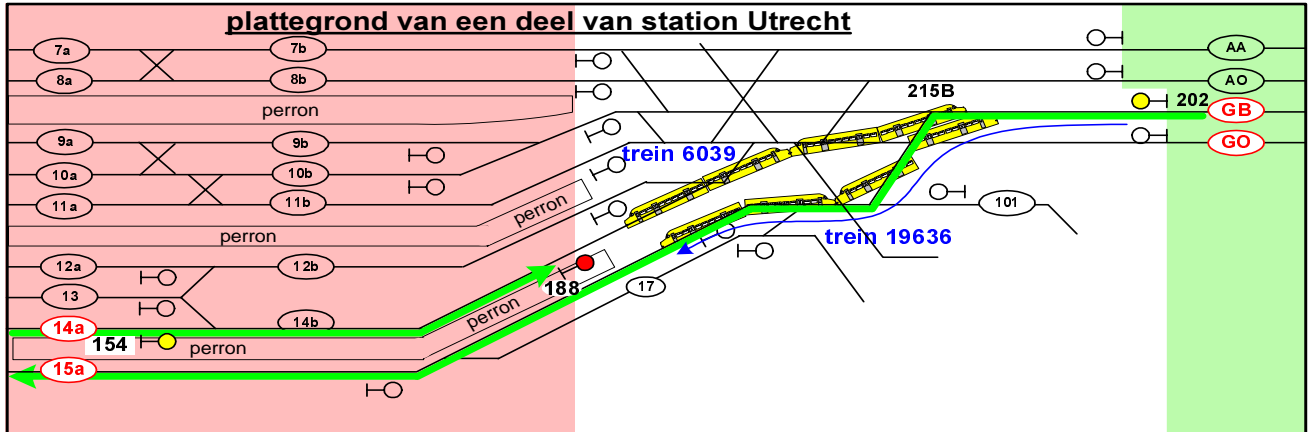 plattegrond van een deel van station Utrecht
7a 7b AA
8a 8b AO
215B
perron 202 GB
9a 9b GO
trein 6039
10a 10b
11a 11b 101
perron
perron trein 19636
12a 12b
13 188 17
14a 14b perron
154 perron
15a